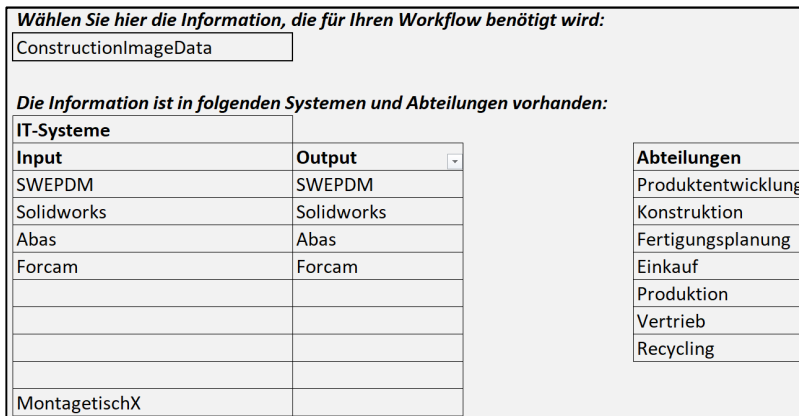 Wählen Sie hier die Information, die für Ihren Workflow benötigt wird:
ConstructionImageData
Die Information ist in folgenden Systemen und Abteilungen vorhanden:
IT-Systeme
Input Output Abteilungen
SWEPDM SWEPDM Produktentwicklung
Solidworks Solidworks Konstruktion
Abas Abas Fertigungsplanung
Forcam Forcam Einkauf
Produktion
Vertrieb
Recycling
MontagetischX